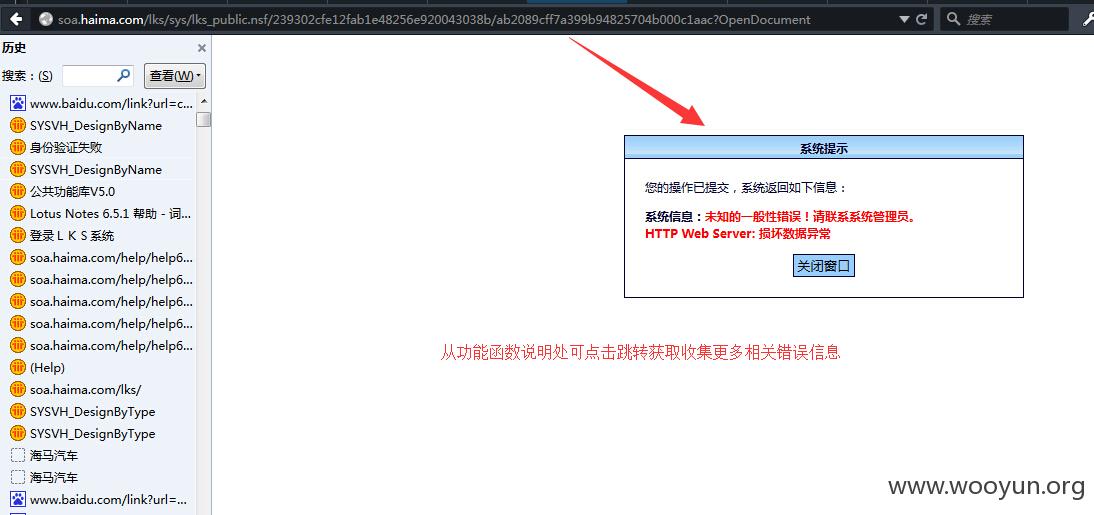 soa.haima.com/lks/sys/lks_public.nsf/239302cfe12fab1e48256e920043038b/ab2089cff7a399b94825704b000c1aac?OpenDocument
搜索
历史
搜索：(S)
查看(W)
www.baidu.com/link?url=c...
SYSVH_DesignByName
身份验证失败
SYSVH_DesignByName
公共功能库V5.0
Lotus Notes 6.5.1 帮助 - 词...
登录ＬＫＳ系统
soa.haima.com/help/help6...
soa.haima.com/help/help6...
soa.haima.com/help/help6...
soa.haima.com/help/help6...
soa.haima.com/help/help6...
(Help)
soa.haima.com/lks/
SYSVH_DesignByType
SYSVH_DesignByType
海马汽车
海马汽车
www.baidu.com/link?url=...
系统提示
您的操作已提交，系统返回如下信息：
系统信息：未知的一般性错误！请联系系统管理员。
HTTP Web Server: 损坏数据异常
关闭窗口
从功能函数说明处可点击跳转获取收集更多相关错误信息
www.wooyun.org